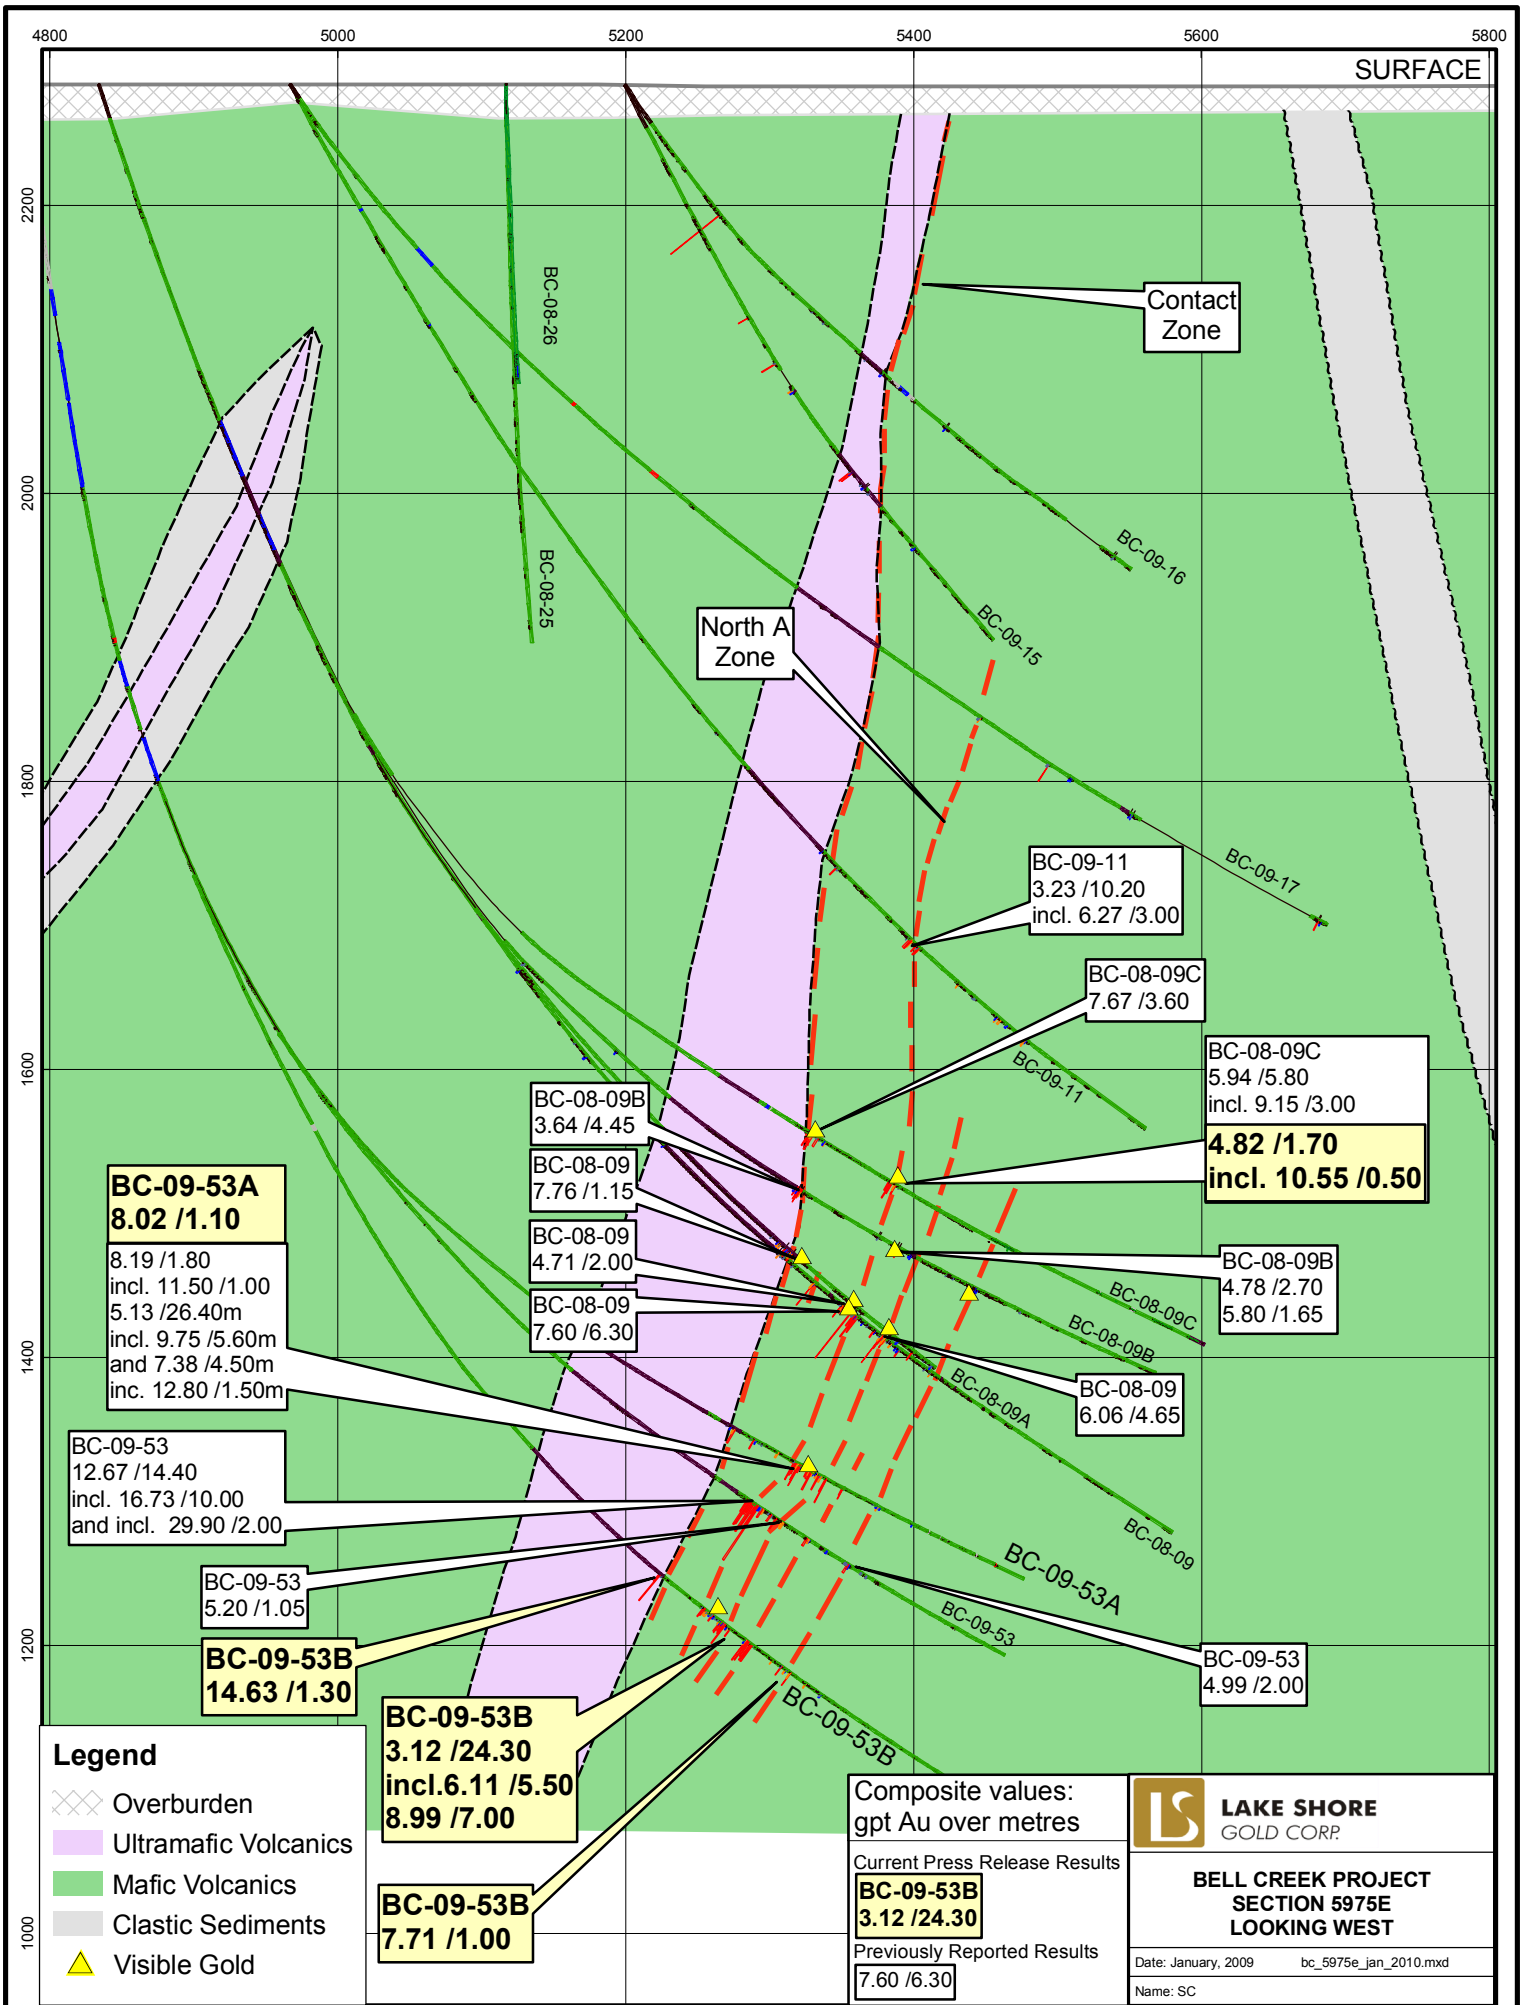 4800 5000 5200 5400 5600 5800
SURFACE
2200
2000
1800
1600
1400
1200
1000
BC-08-26
BC-08-25
Contact
Zone
BC-09-16
BC-09-15
North A
Zone
BC-09-17
BC-09-11
3.23 /10.20
incl. 6.27 /3.00
BC-08-09C
7.67 /3.60
BC-09-11
BC-08-09C
5.94 /5.80
incl. 9.15 /3.00
4.82 /1.70
incl. 10.55 /0.50
BC-08-09B
3.64 /4.45
BC-08-09
7.76 /1.15
BC-08-09
4.71 /2.00
BC-08-09
7.60 /6.30
BC-09-53A
8.02 /1.10
8.19 /1.80
incl. 11.50 /1.00
5.13 /26.40m
incl. 9.75 /5.60m
and 7.38 /4.50m
inc. 12.80 /1.50m
BC-08-09B
4.78 /2.70
5.80 /1.65
BC-08-09C
BC-08-09B
BC-08-09A
BC-08-09
6.06 /4.65
BC-08-09
BC-09-53
12.67 /14.40
incl. 16.73 /10.00
and incl.  29.90 /2.00
BC-09-53A
BC-09-53
BC-09-53
5.20 /1.05
BC-09-53B
14.63 /1.30
BC-09-53
4.99 /2.00
BC-09-53B
BC-09-53B
3.12 /24.30
incl.6.11 /5.50
8.99 /7.00
BC-09-53B
7.71 /1.00
Legend
Overburden
Ultramafic Volcanics
Mafic Volcanics
Clastic Sediments
Visible Gold
Composite values:
gpt Au over metres
Current Press Release Results
BC-09-53B
3.12 /24.30
Previously Reported Results
7.60 /6.30
LS
LAKE SHORE
GOLD CORP.
BELL CREEK PROJECT
SECTION 5975E
LOOKING WEST
Date: January, 2009 bc_5975e_jan_2010.mxd
Name: SC